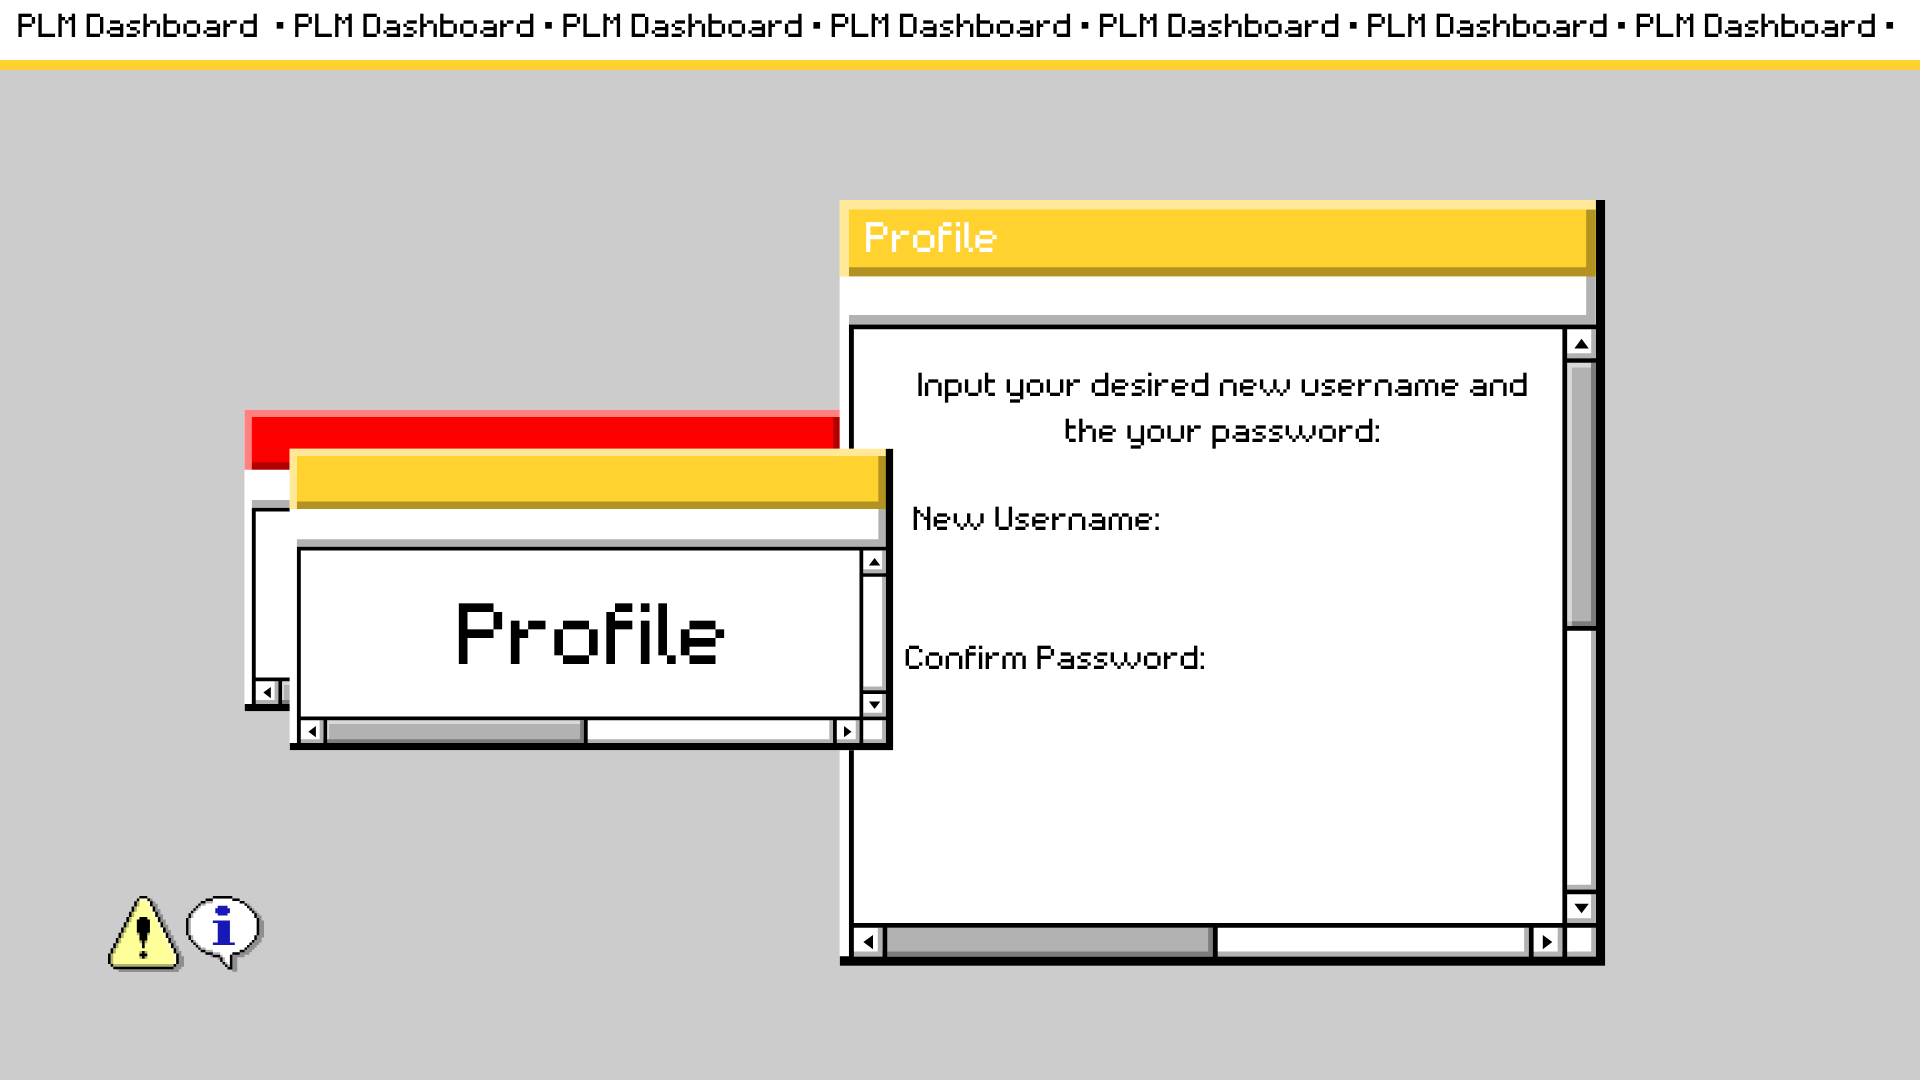 PLM Dashboard • PLM Dashboard • PLM Dashboard • PLM Dashboard • PLM Dashboard • PLM Dashboard • PLM Dashboard •
Profile
Input your desired new username and
the your password:
New Username:
Confirm Password:
Profile